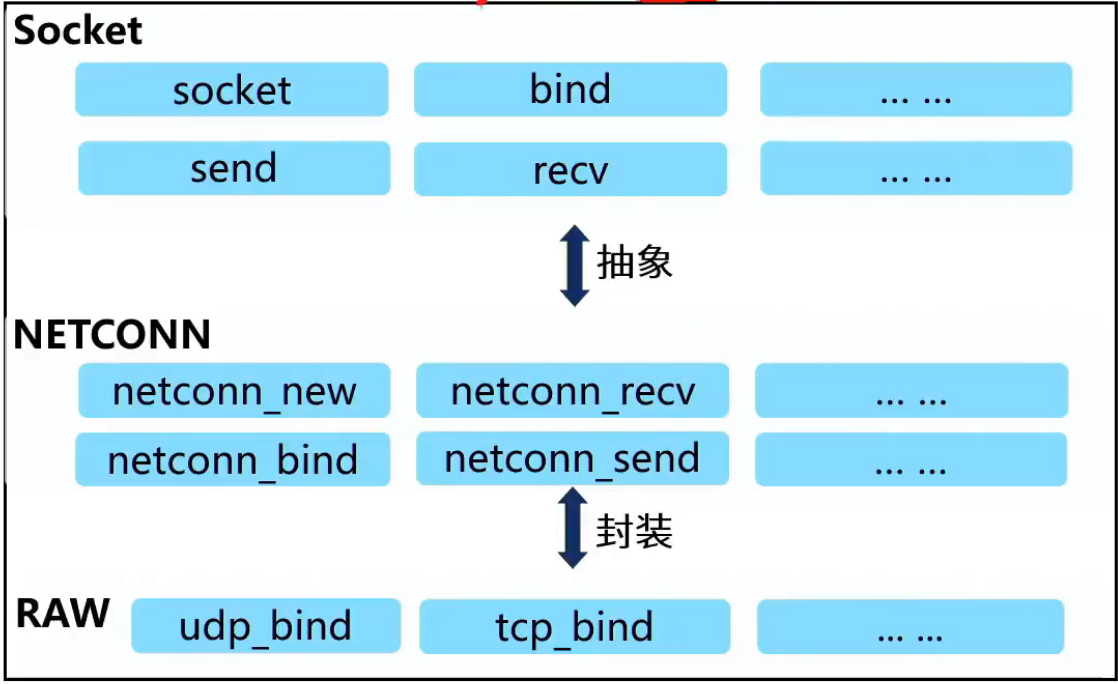 Socket
socket bind ... ...
send recv ... ...
抽象
NETCONN
netconn_new netconn_recv ... ...
netconn_bind netconn_send ... ...
封装
RAW udp_bind tcp_bind ... ...